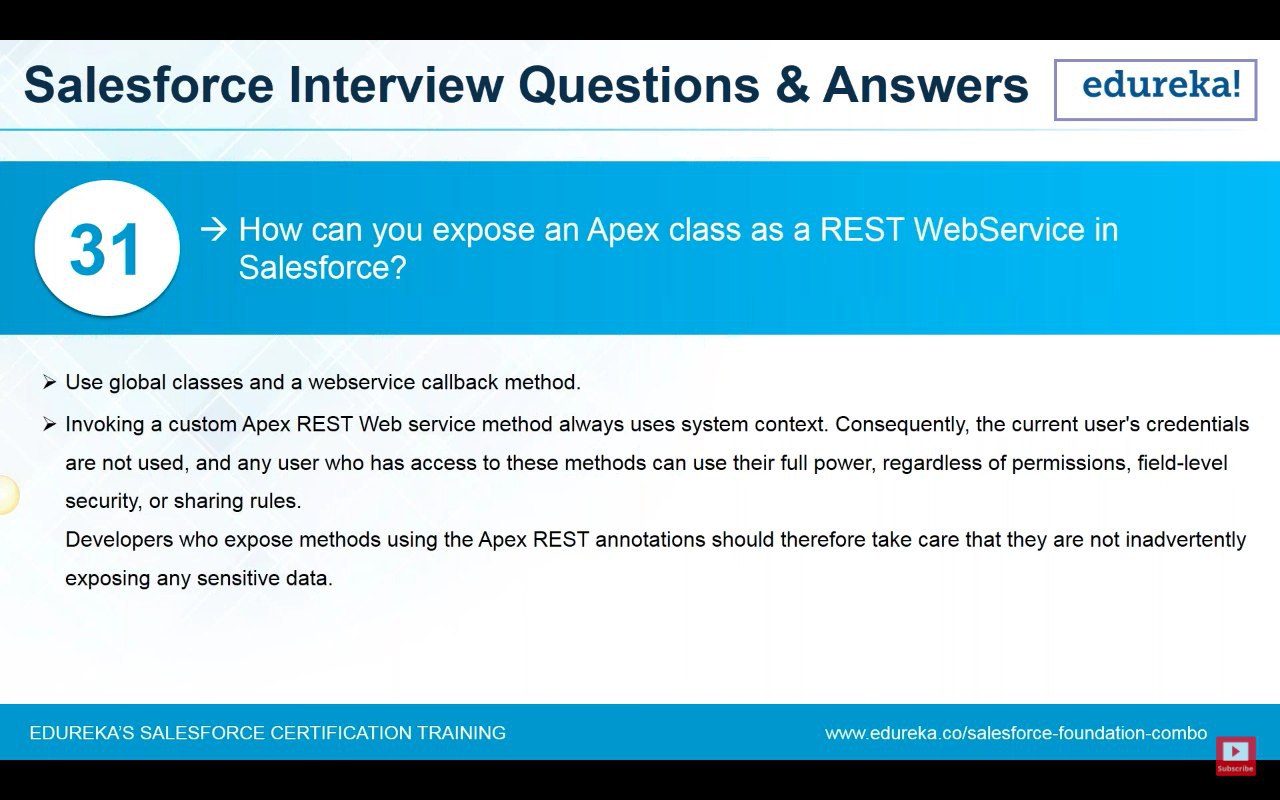 Salesforce Interview Questions & Answers
edureka!
31
→ How can you expose an Apex class as a REST WebService in
Salesforce?
➢ Use global classes and a webservice callback method.
➢ Invoking a custom Apex REST Web service method always uses system context. Consequently, the current user's credentials
are not used, and any user who has access to these methods can use their full power, regardless of permissions, field-level
security, or sharing rules.
Developers who expose methods using the Apex REST annotations should therefore take care that they are not inadvertently
exposing any sensitive data.
EDUREKA'S SALESFORCE CERTIFICATION TRAINING
www.edureka.co/salesforce-foundation-combo
Subscribe